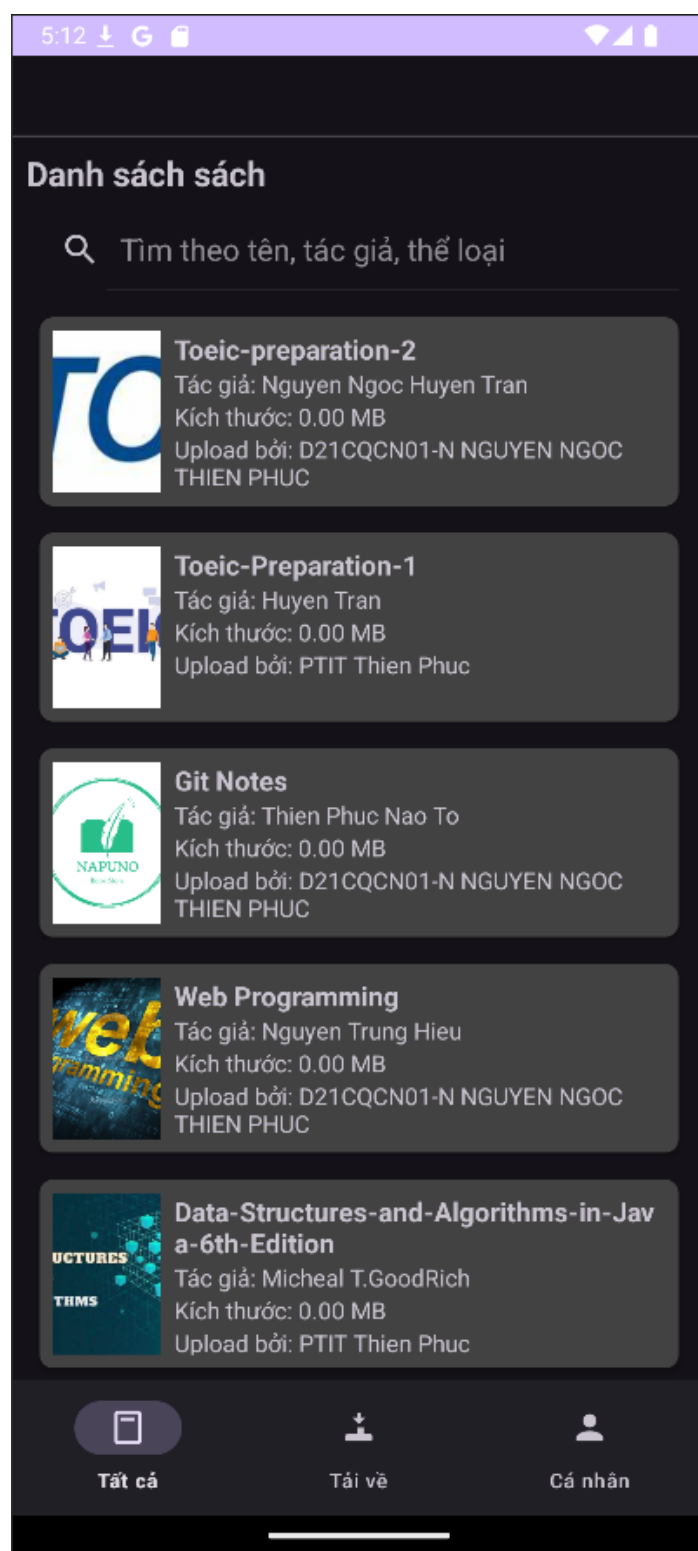 5:12 G
Danh sách sách
Tìm theo tên, tác giả, thể loại
TO
Toeic-preparation-2
Tác giả: Nguyen Ngoc Huyen Tran
Kích thước: 0.00 MB
Upload bởi: D21CQCN01-N NGUYEN NGOC
THIEN PHUC
TOEIC
Toeic-Preparation-1
Tác giả: Huyen Tran
Kích thước: 0.00 MB
Upload bởi: PTIT Thien Phuc
NAPUNO
Book Store
Git Notes
Tác giả: Thien Phuc Nao To
Kích thước: 0.00 MB
Upload bởi: D21CQCN01-N NGUYEN NGOC
THIEN PHUC
web
gramming
Web Programming
Tác giả: Nguyen Trung Hieu
Kích thước: 0.00 MB
Upload bởi: D21CQCN01-N NGUYEN NGOC
THIEN PHUC
UCTURES
THMS
Data-Structures-and-Algorithms-in-Jav
a-6th-Edition
Tác giả: Micheal T.GoodRich
Kích thước: 0.00 MB
Upload bởi: PTIT Thien Phuc
Tất cả
Tải về
Cá nhân